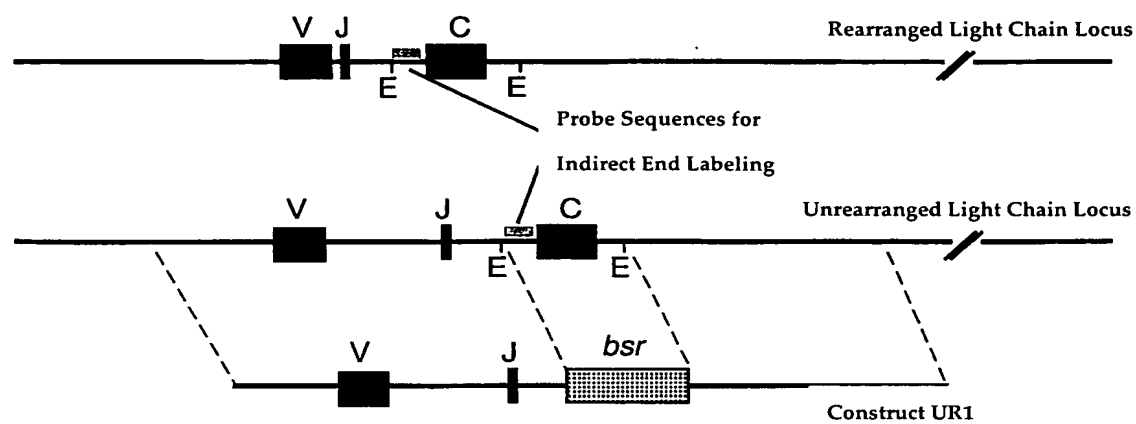 V J C Rearranged Light Chain Locus
E E
Probe Sequences for
Indirect End Labeling
V J C Unrearranged Light Chain Locus
E E
V J bsr
Construct UR1